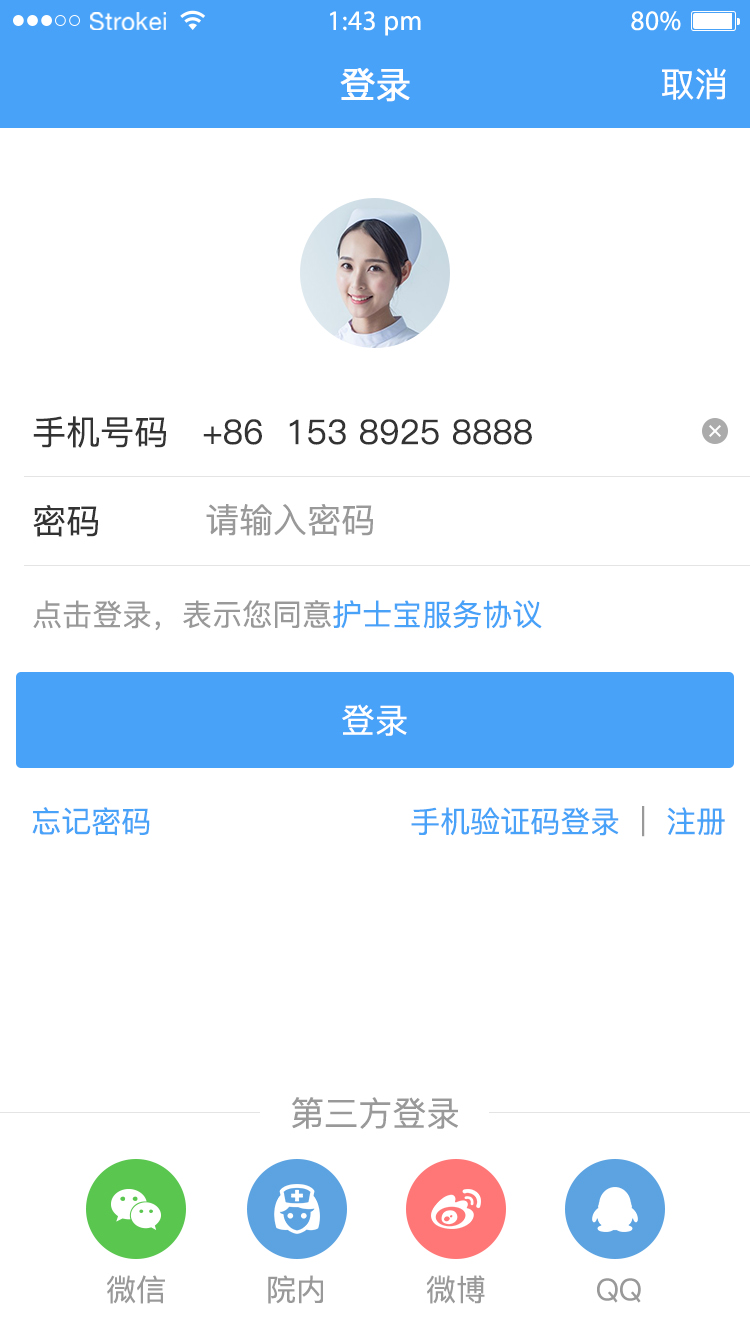 Strokei 1:43 pm 80%
登录 取消
手机号码 +86 153 8925 8888
密码 请输入密码
点击登录，表示您同意护士宝服务协议
登录
忘记密码 手机验证码登录 | 注册
第三方登录
微信 院内 微博 QQ